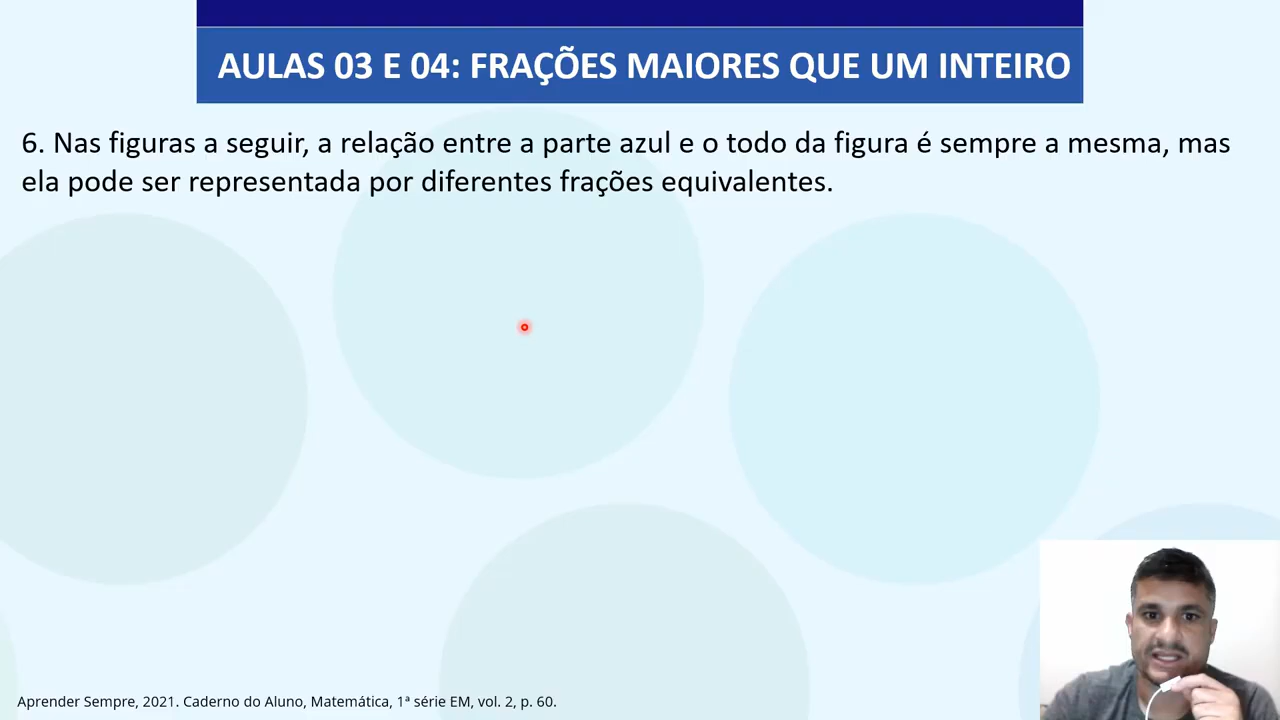 AULAS 03 E 04: FRAÇÕES MAIORES QUE UM INTEIRO
6. Nas figuras a seguir, a relação entre a parte azul e o todo da figura é sempre a mesma, mas
ela pode ser representada por diferentes frações equivalentes.
Aprender Sempre, 2021. Caderno do Aluno, Matemática, 1ª série EM, vol. 2, p. 60.